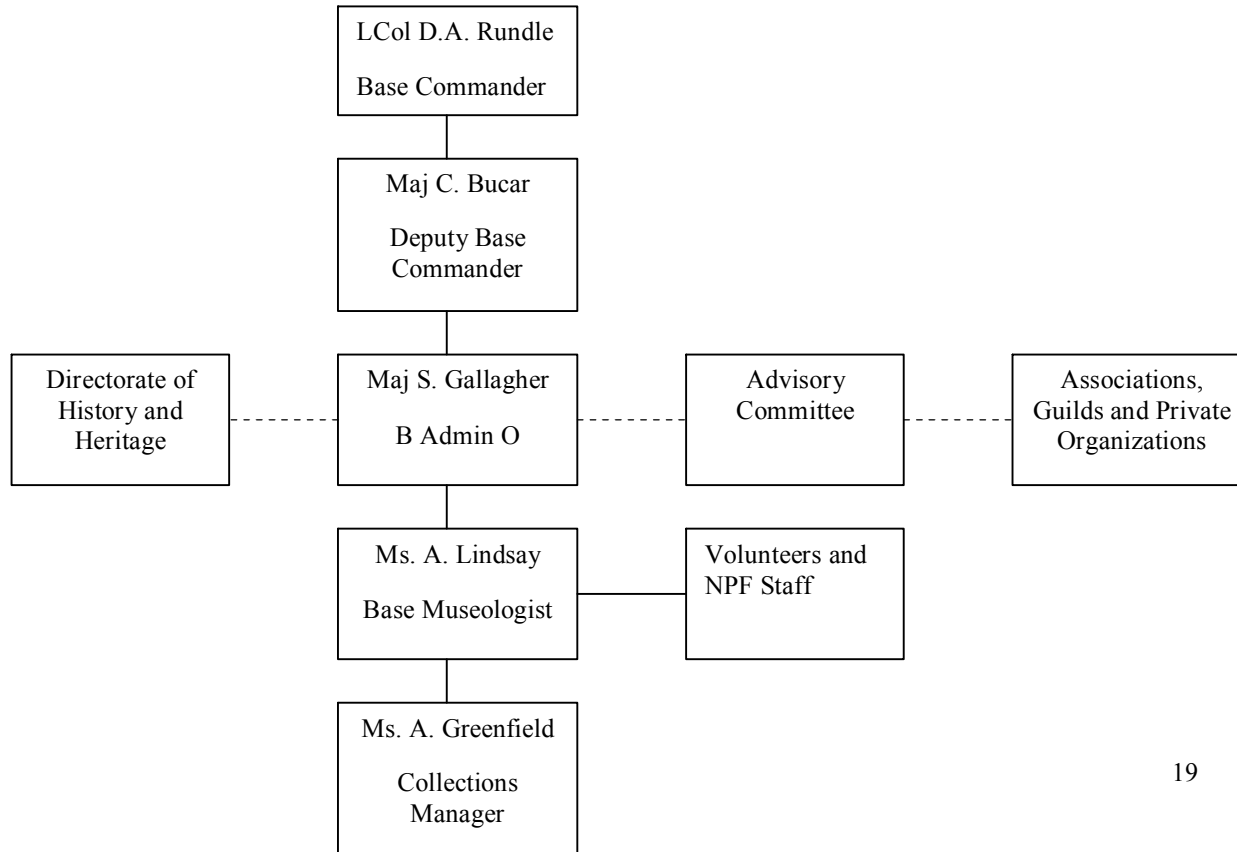 LCol D.A. Rundle
Base Commander
Maj C. Bucar
Deputy Base
Commander
Directorate of
History and
Heritage
Maj S. Gallagher
B Admin O
Advisory
Committee
Associations,
Guilds and Private
Organizations
Ms. A. Lindsay
Base Museologist
Volunteers and
NPF Staff
Ms. A. Greenfield
Collections
Manager
19